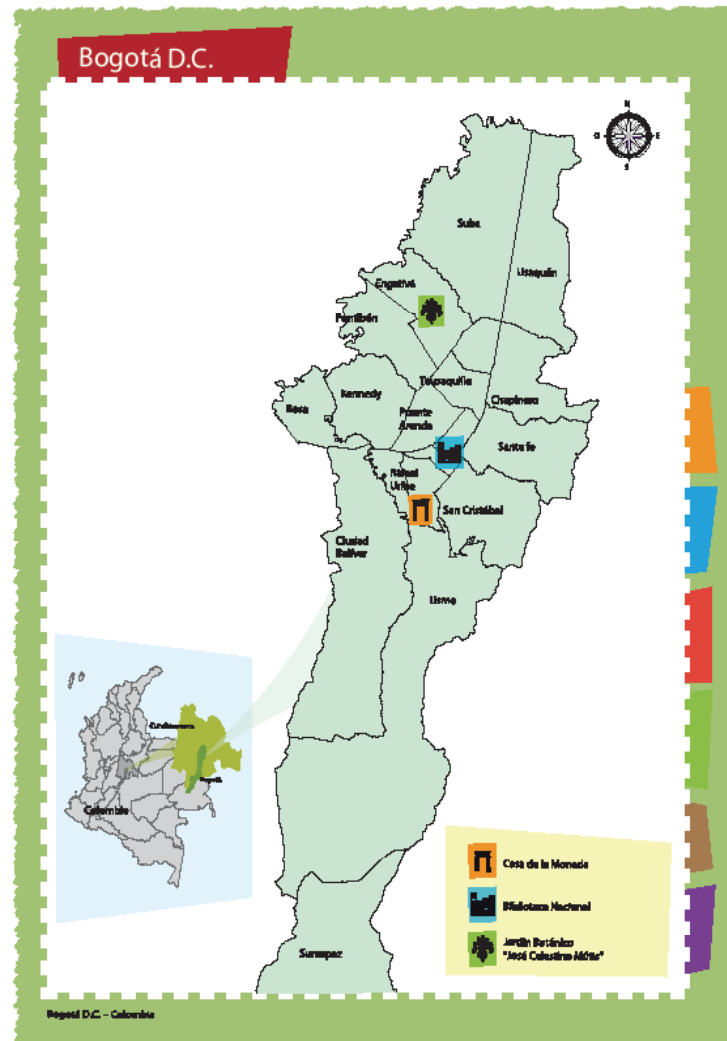 Bogotá D.C.
N
O
E
S
Suba
Usaquén
Engativá
Fontibón
Teusaquillo
Kennedy
Chapinero
Bosa
Puente
Aranda
Santa fe
Rafael
Uribe
San Cristóbal
Ciudad
Bolívar
Usme
Cundinamarca
Bogotá
Colombia
Casa de la Moneda
Biblioteca Nacional
Jardín Botánico
"José Celestino Mútis"
Sumapaz
Bogotá D.C. – Colombia